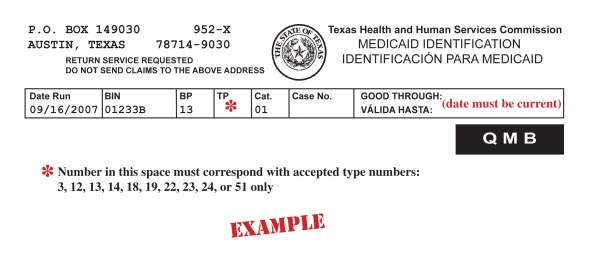 P.O. BOX 149030 952-X
AUSTIN, TEXAS 78714-9030
RETURN SERVICE REQUESTED
DO NOT SEND CLAIMS TO THE ABOVE ADDRESS
THE STATE OF TEXAS
Texas Health and Human Services Commission
MEDICAID IDENTIFICATION
IDENTIFICACIÓN PARA MEDICAID
Date Run BIN BP TP Cat. Case No. GOOD THROUGH: (date must be current)
09/16/2007 01233B 13 * 01 VÁLIDA HASTA:
QMB
* Number in this space must correspond with accepted type numbers:
3, 12, 13, 14, 18, 19, 22, 23, 24, or 51 only
EXAMPLE